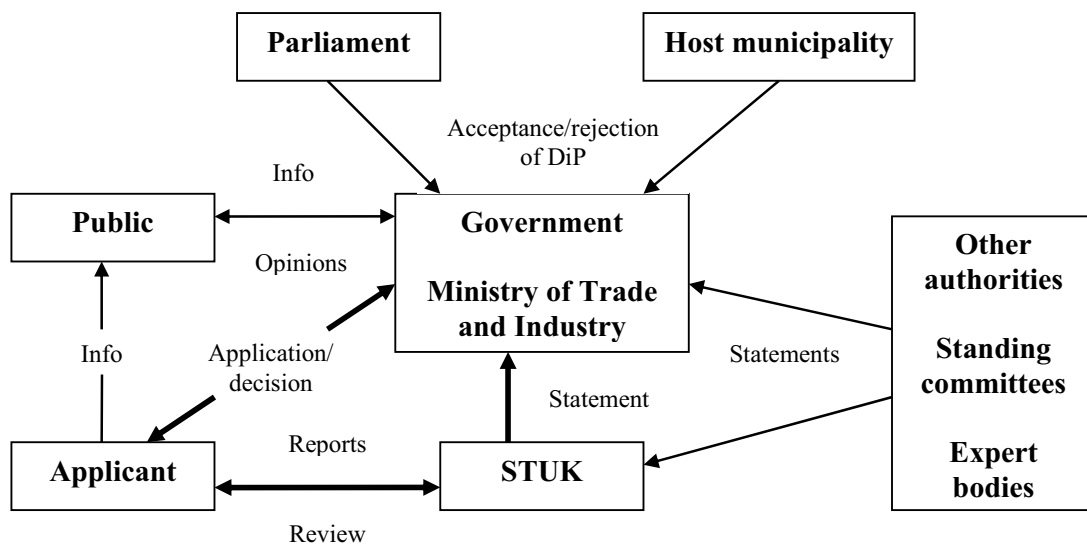 Parliament
Host municipality
Acceptance/rejection
of DiP
Info
Public
Opinions
Government
Ministry of Trade
and Industry
Other
authorities
Standing
committees
Expert
bodies
Info
Application/
decision
Statements
Statement
Applicant
Reports
Review
STUK